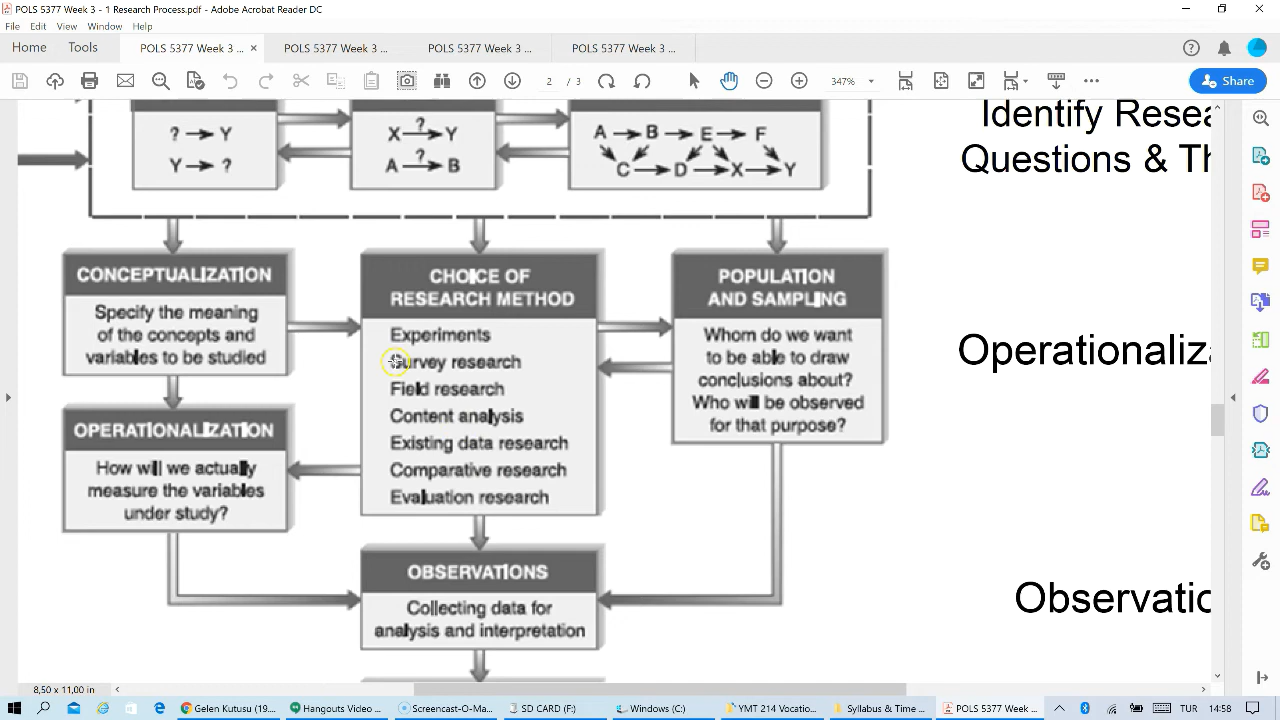 POLS 5377 Week 3 - 1 Research Process.pdf - Adobe Acrobat Reader DC
File Edit View Window Help
Home Tools POLS 5377 Week 3 ... × POLS 5377 Week 3 ... POLS 5377 Week 3 ... POLS 5377 Week 3 ...
2 / 3 347% Share
? → Y
Y → ?
X ?→ Y
A ?→ B
A → B → E → F
C → D → X → Y
Identify Resea
Questions & Th
CONCEPTUALIZATION
Specify the meaning
of the concepts and
variables to be studied
OPERATIONALIZATION
How will we actually
measure the variables
under study?
CHOICE OF
RESEARCH METHOD
Experiments
Survey research
Field research
Content analysis
Existing data research
Comparative research
Evaluation research
POPULATION
AND SAMPLING
Whom do we want
to be able to draw
conclusions about?
Who will be observed
for that purpose?
OBSERVATIONS
Collecting data for
analysis and interpretation
Operationaliza
Observatio
8,50 x 11,00 in
Gelen Kutusu (19... Hangouts Video ... Screencast-O-Ma... SD CARD (F:) Windows (C:) YMT 214 Vocatio... Syllabus & Time ... POLS 5377 Week ... TUR 14:58